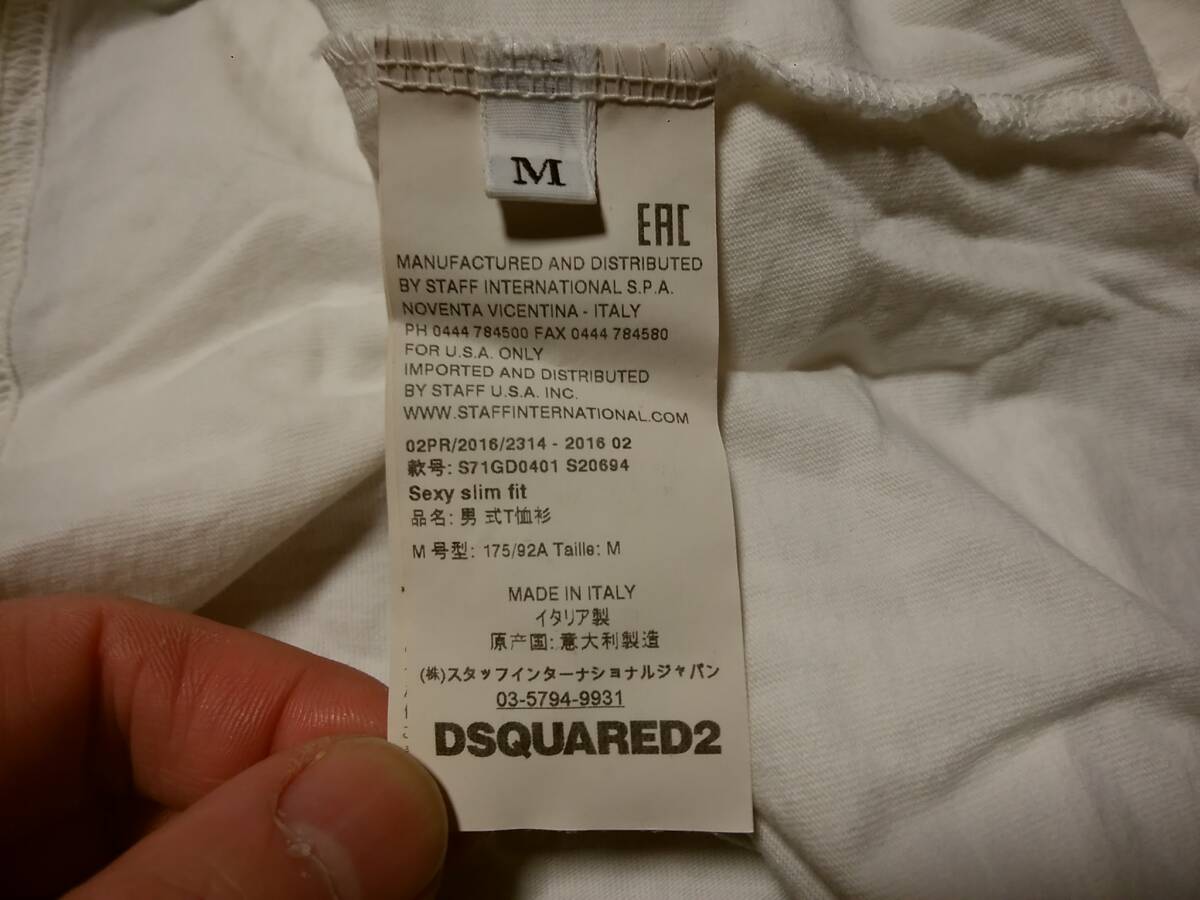 M
EAC
MANUFACTURED AND DISTRIBUTED
BY STAFF INTERNATIONAL S.P.A.
NOVENTA VICENTINA - ITALY
PH 0444 784500 FAX 0444 784580
FOR U.S.A. ONLY
IMPORTED AND DISTRIBUTED
BY STAFF U.S.A. INC.
WWW.STAFFINTERNATIONAL.COM
02PR/2016/2314 - 2016 02
款号: S71GD0401 S20694
Sexy slim fit
品名: 男 式T恤衫
M 号型: 175/92A Taille: M
MADE IN ITALY
イタリア製
原产国: 意大利製造
(株)スタッフインターナショナルジャパン
03-5794-9931
DSQUARED2